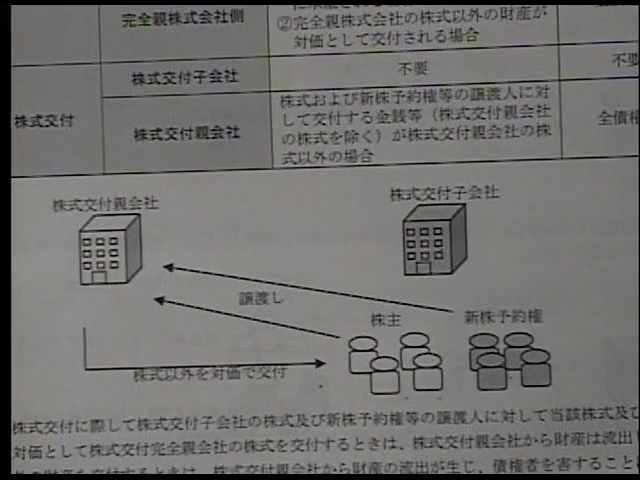 完全親株式会社側
②完全親株式会社の株式以外の財産が
対価として交付される場合
株式交付
株式交付子会社
不要
不要
株式交付親会社
株式および新株予約権等の譲渡人に対
して交付する金銭等（株式交付親会社
の株式を除く）が株式交付親会社の株
式以外の場合
全債権
株式交付親会社
株式交付子会社
譲渡し
株主
新株予約権
株式以外を対価で交付
株式交付に際して株式交付子会社の株式及び新株予約権等の譲渡人に対して当該株式及び
対価として株式交付完全親会社の株式を交付するときは、株式交付親会社から財産は流出し
の財産を交付するときは、株式交付親会社から財産の流出が生じ、債権者を害すること